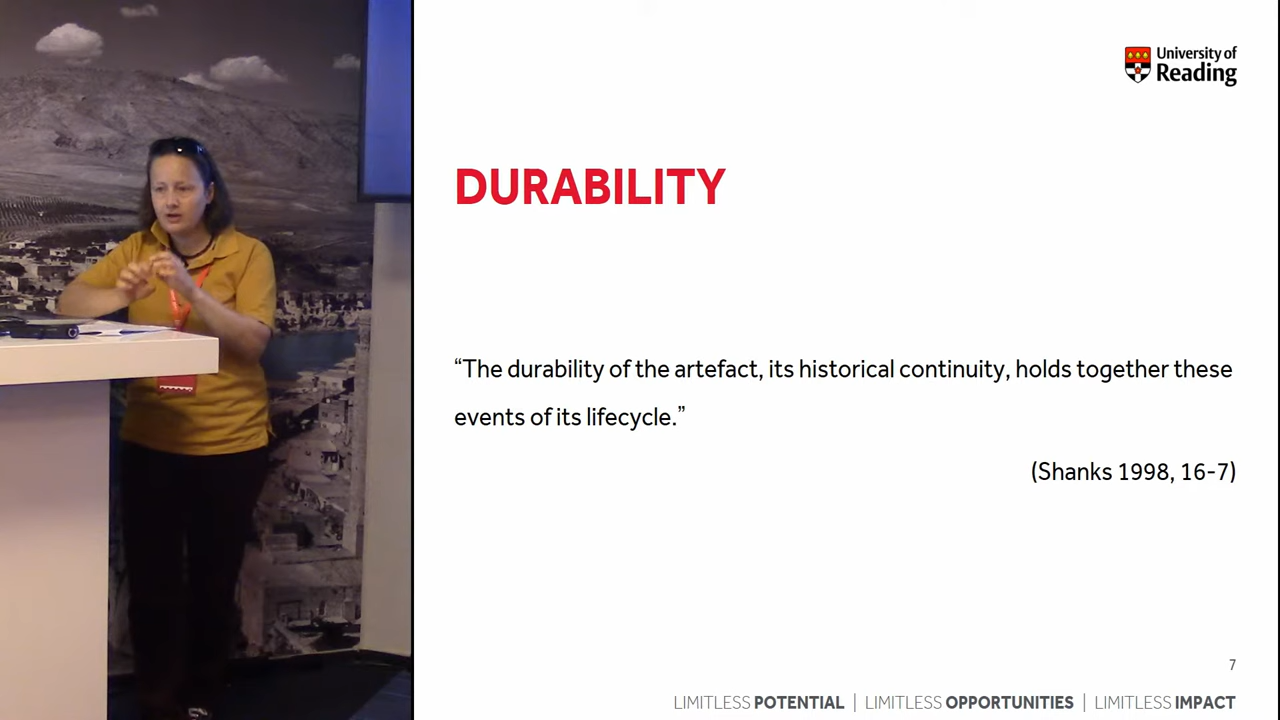 University of
Reading
DURABILITY
“The durability of the artefact, its historical continuity, holds together these
events of its lifecycle.”
(Shanks 1998, 16-7)
7
LIMITLESS POTENTIAL | LIMITLESS OPPORTUNITIES | LIMITLESS IMPACT